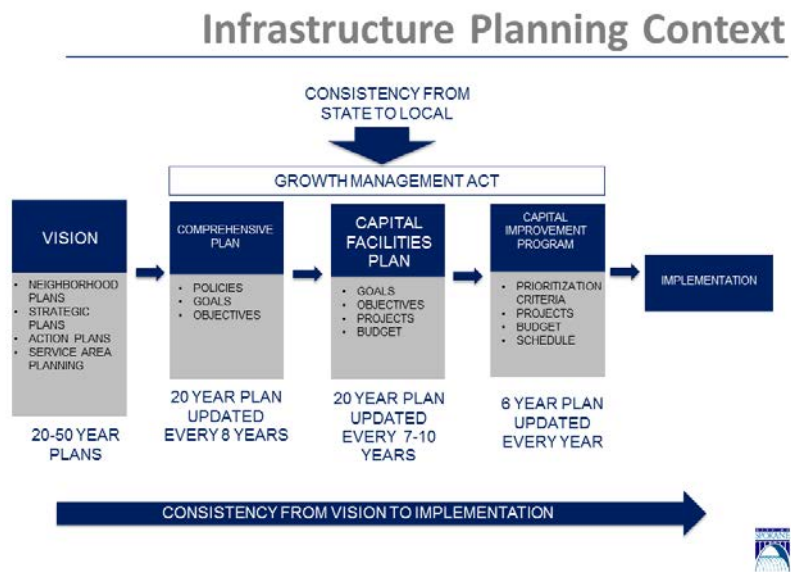 Infrastructure Planning Context
CONSISTENCY FROM
STATE TO LOCAL
GROWTH MANAGEMENT ACT
VISION
• NEIGHBORHOOD
PLANS
• STRATEGIC
PLANS
• ACTION PLANS
• SERVICE AREA
PLANNING
20-50 YEAR
PLANS
COMPREHENSIVE
PLAN
• POLICIES
• GOALS
• OBJECTIVES
20 YEAR PLAN
UPDATED
EVERY 8 YEARS
CAPITAL
FACILITIES
PLAN
• GOALS
• OBJECTIVES
• PROJECTS
• BUDGET
20 YEAR PLAN
UPDATED
EVERY 7-10
YEARS
CAPITAL
IMPROVEMENT
PROGRAM
• PRIORITIZATION
CRITERIA
• PROJECTS
• BUDGET
• SCHEDULE
6 YEAR PLAN
UPDATED
EVERY YEAR
IMPLEMENTATION
CONSISTENCY FROM VISION TO IMPLEMENTATION
CITY OF
SPOKANE